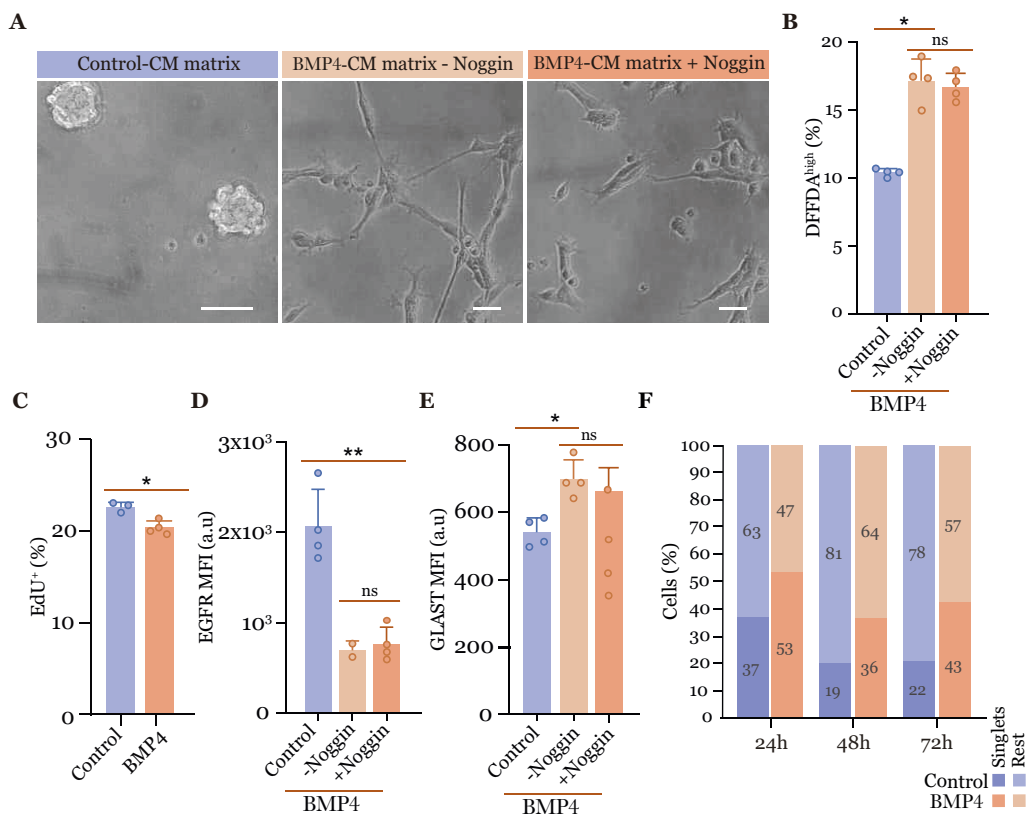 A
Control-CM matrix
BMP4-CM matrix - Noggin
BMP4-CM matrix + Noggin
B
DFFDAhigh (%)
20
15
10
5
0
*
ns
Control
-Noggin
+Noggin
BMP4
C
EdU+ (%)
30
20
10
0
*
Control
BMP4
D
EGFR MFI (a.u)
3x10³
2x10³
10³
0
**
ns
Control
-Noggin
+Noggin
BMP4
E
GLAST MFI (a.u)
800
600
400
200
0
*
ns
Control
-Noggin
+Noggin
BMP4
F
Cells (%)
100
90
80
70
60
50
40
30
20
10
0
63
37
47
53
81
19
64
36
78
22
57
43
24h
48h
72h
Singlets
Rest
Control
BMP4